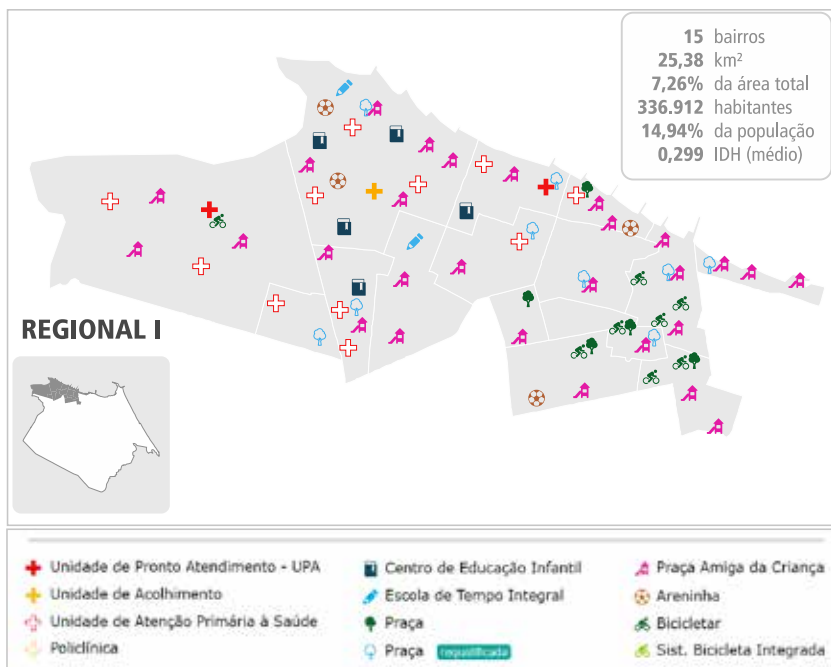 15 bairros
25,38 km²
7,26% da área total
336.912 habitantes
14,94% da população
0,299 IDH (médio)
REGIONAL I
Unidade de Pronto Atendimento - UPA
Unidade de Acolhimento
Unidade de Atenção Primária à Saúde
Policlínica
Centro de Educação Infantil
Escola de Tempo Integral
Praça
Praça requalificada
Praça Amiga da Criança
Areninha
Bicicletar
Sist. Bicicleta Integrada